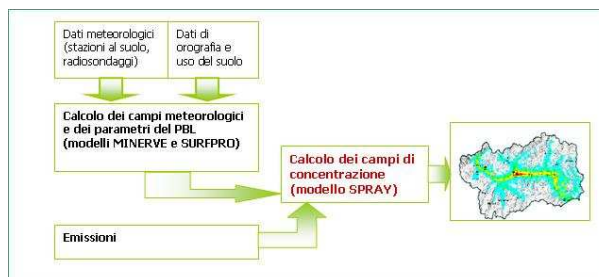 Dati meteorologici
(stazioni al suolo,
radiosondaggi)
Dati di
orografia e
uso del suolo
Calcolo dei campi meteorologici
e dei parametri del PBL
(modelli MINERVE e SURFPRO)
Calcolo dei campi di
concentrazione
(modello SPRAY)
Emissioni